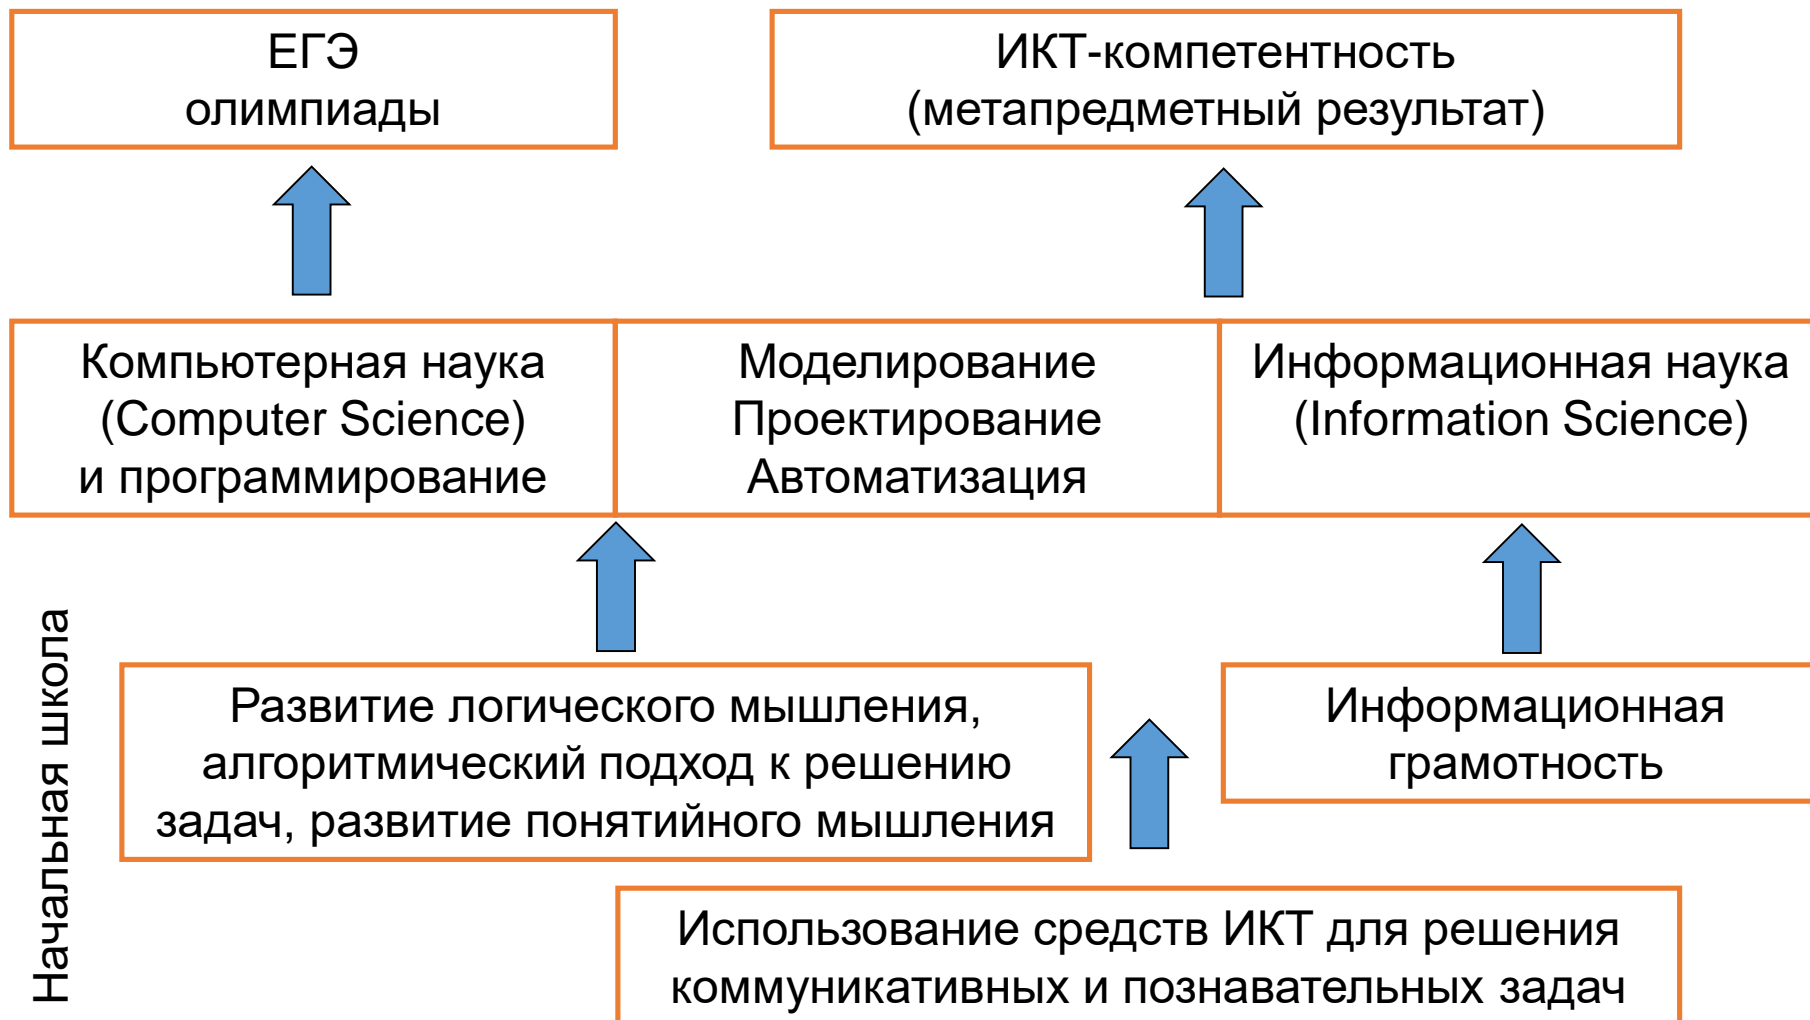 ЕГЭ
олимпиады
ИКТ-компетентность
(метапредметный результат)
Компьютерная наука
(Computer Science)
и программирование
Моделирование
Проектирование
Автоматизация
Информационная наука
(Information Science)
Начальная школа
Развитие логического мышления,
алгоритмический подход к решению
задач, развитие понятийного мышления
Информационная
грамотность
Использование средств ИКТ для решения
коммуникативных и познавательных задач